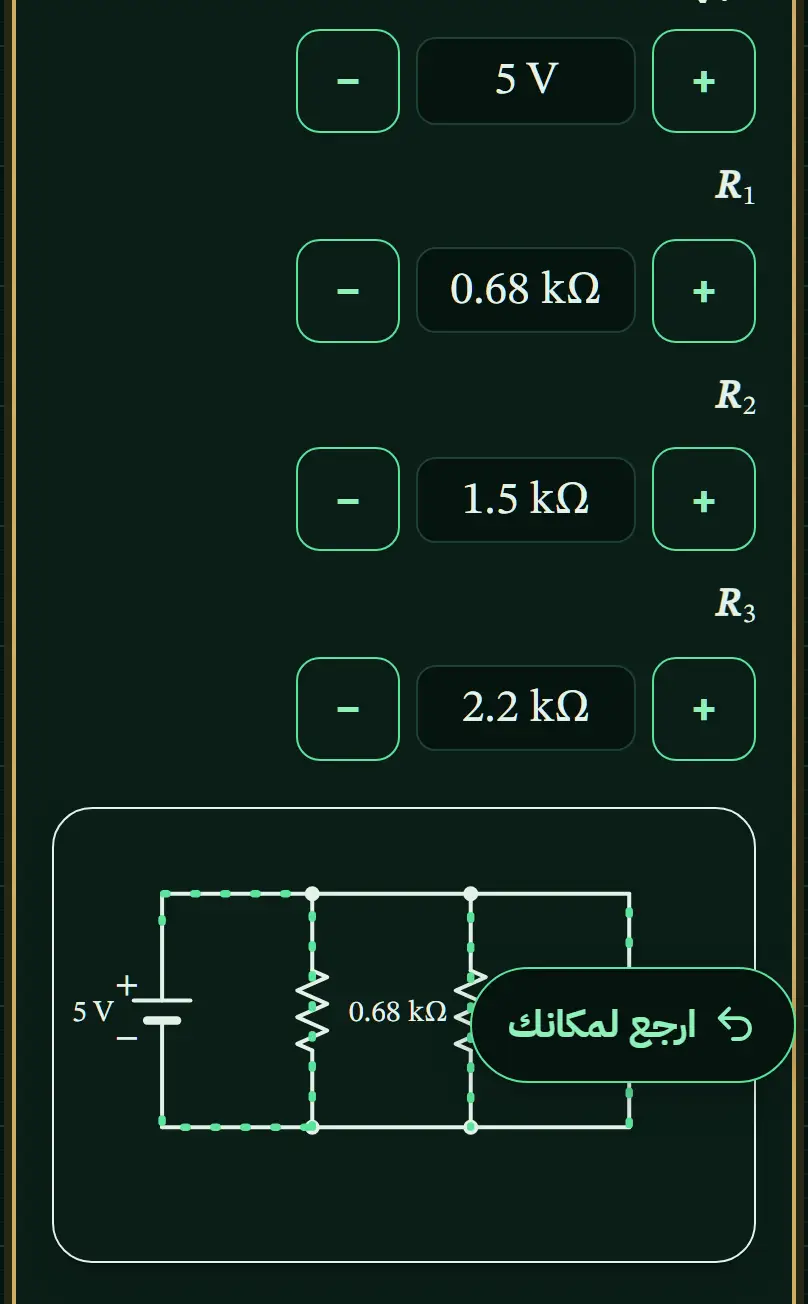 − 5 V +
R₁
− 0.68 kΩ +
R₂
− 1.5 kΩ +
R₃
− 2.2 kΩ +
+
5 V
−
0.68 kΩ
ارجع لمكانك